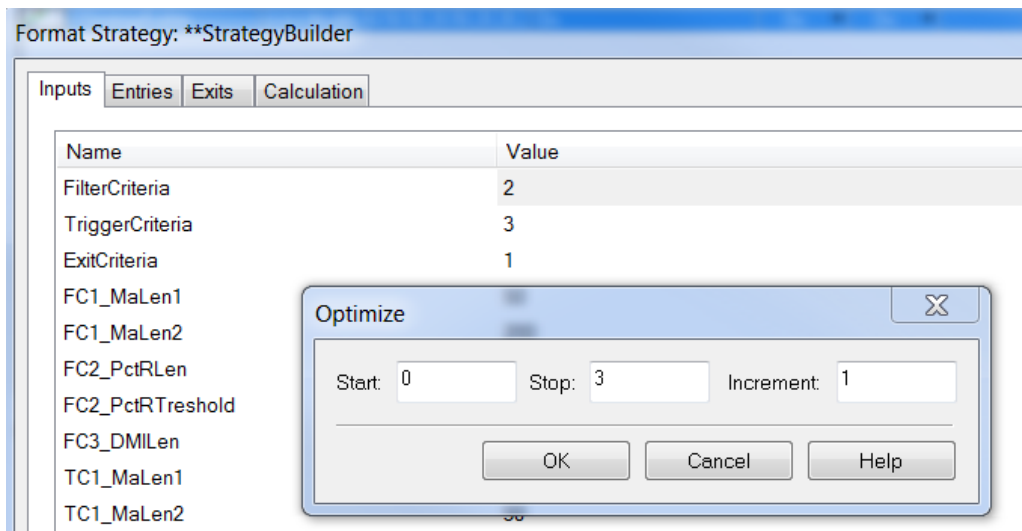 Format Strategy: **StrategyBuilder
Inputs Entries Exits Calculation
Name Value
FilterCriteria 2
TriggerCriteria 3
ExitCriteria 1
FC1_MaLen1
FC1_MaLen2
FC2_PctRLen
FC2_PctRTreshold
FC3_DMILen
TC1_MaLen1
TC1_MaLen2
Optimize
Start: 0 Stop: 3 Increment: 1
OK Cancel Help